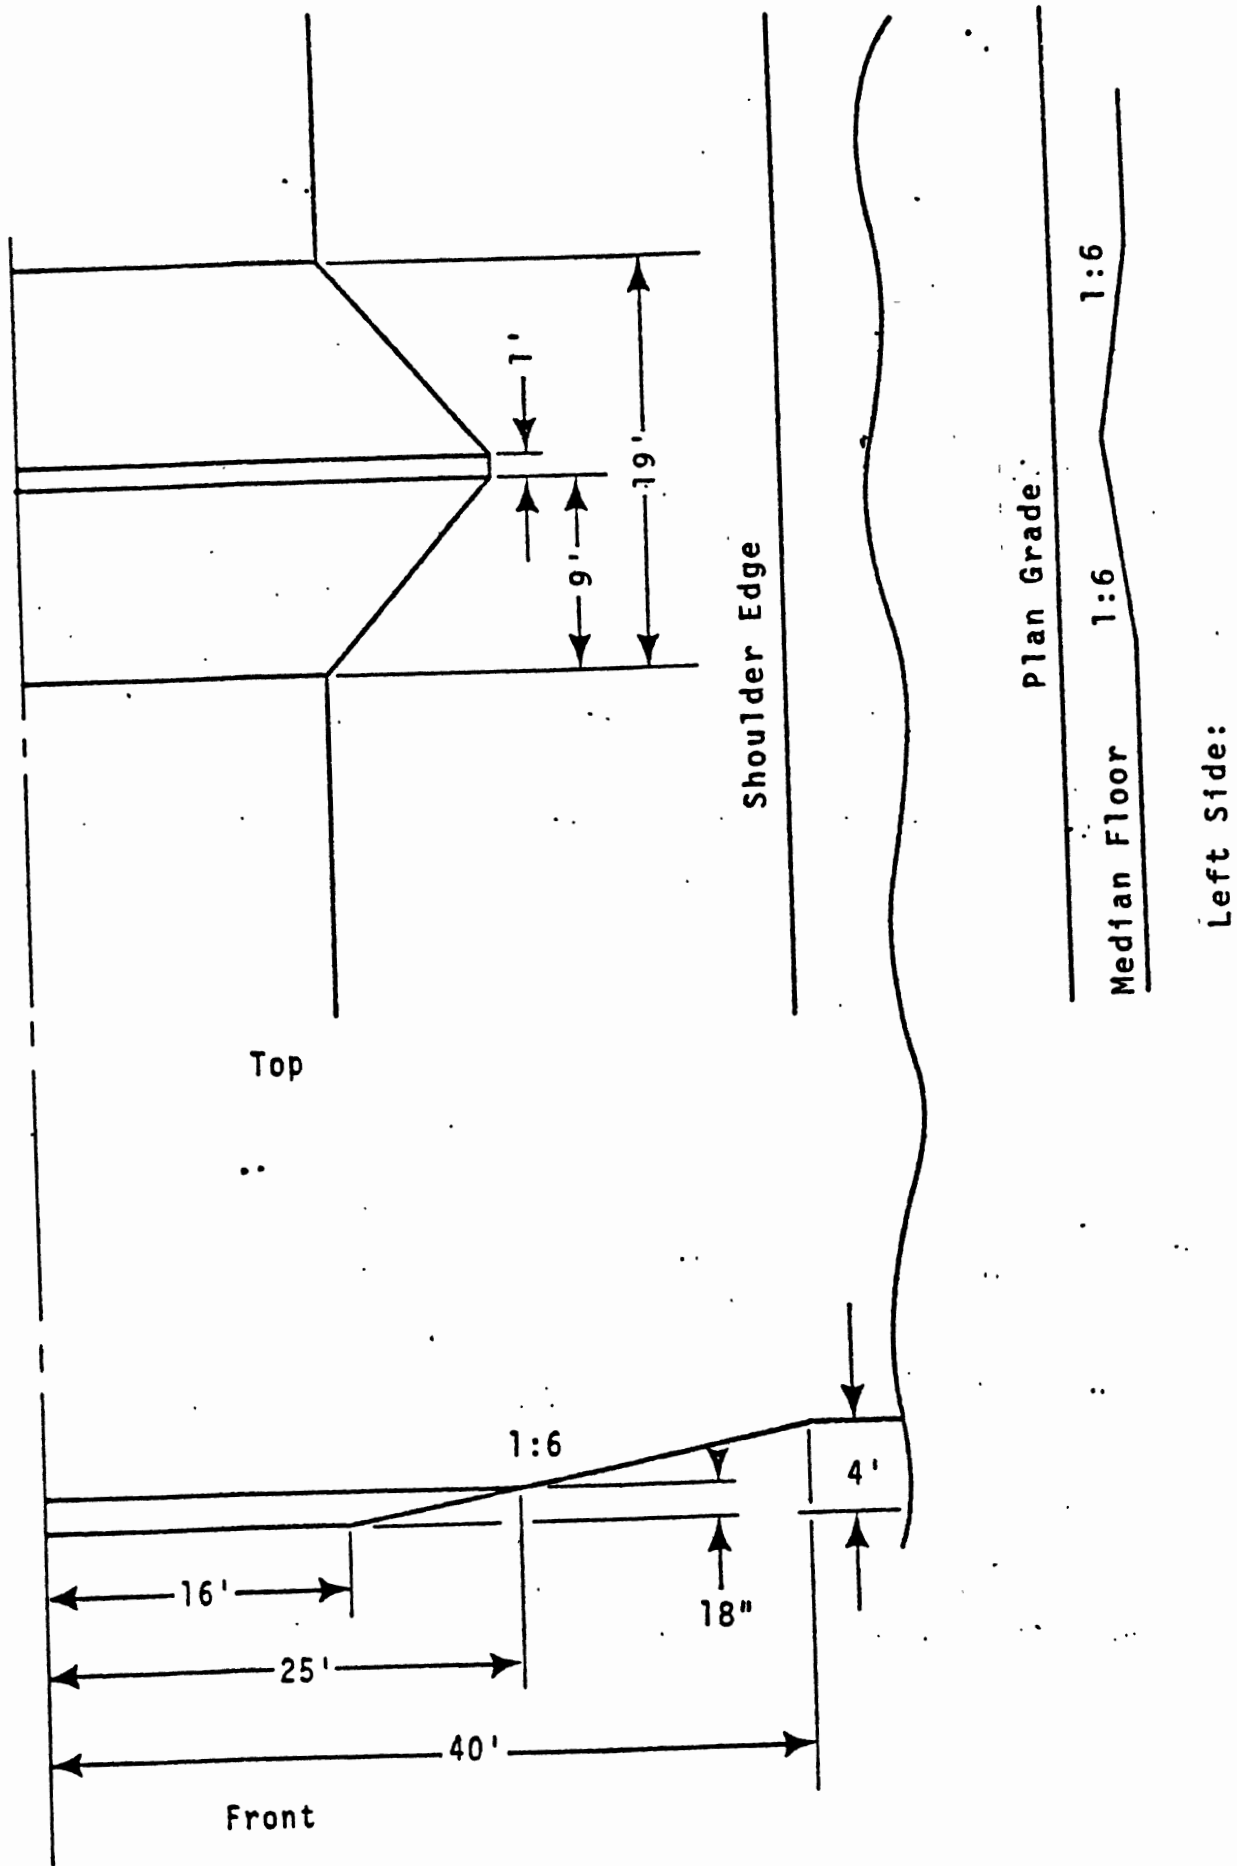 Top
1'
19'
9'
Shoulder Edge
1:6
4'
16'
18"
25'
40'
Front
Plan Grade
1:6
1:6
Median Floor
Left Side: